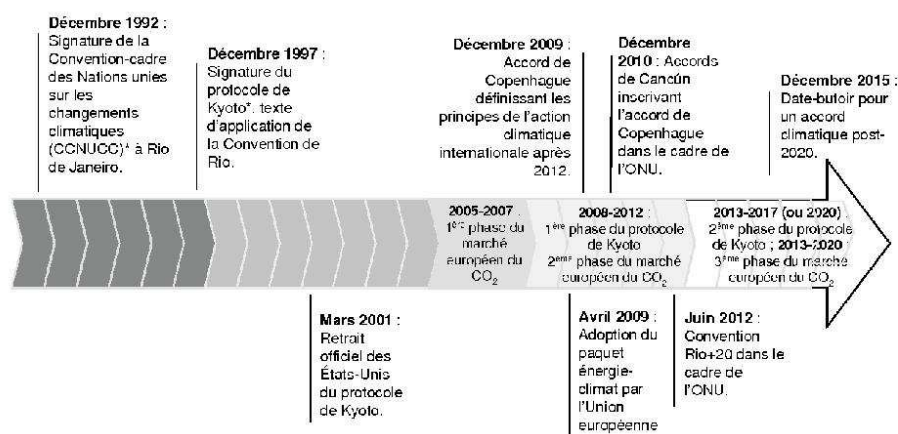 Décembre 1992 :
Signature de la
Convention-cadre
des Nations unies
sur les
changements
climatiques
(CCNUCC)* à Rio
de Janeiro.
Décembre 1997 :
Signature du
protocole de
Kyoto*, texte
d'application de
la Convention de
Rio.
Décembre 2009 :
Accord de
Copenhague
définissant les
principes de l'action
climatique
internationale après
2012.
Décembre
2010 : Accords
de Cancún
inscrivant
l'accord de
Copenhague
dans le cadre de
l'ONU.
Décembre 2015 :
Date-butoir pour
un accord
climatique post-
2020.
2005-2007 :
1ère phase du
marché
européen du
CO2
2008-2012 :
1ère phase du protocole
de Kyoto
2ème phase du marché
européen du CO2
2013-2017 (ou 2020) :
2ème phase du protocole
de Kyoto ; 2013-2020 :
3ème phase du marché
européen du CO2
Mars 2001 :
Retrait
officiel des
États-Unis
du protocole
de Kyoto.
Avril 2009 :
Adoption du
paquet
énergie-
climat par
l'Union
européenne
Juin 2012 :
Convention
Rio+20 dans le
cadre de
l'ONU.